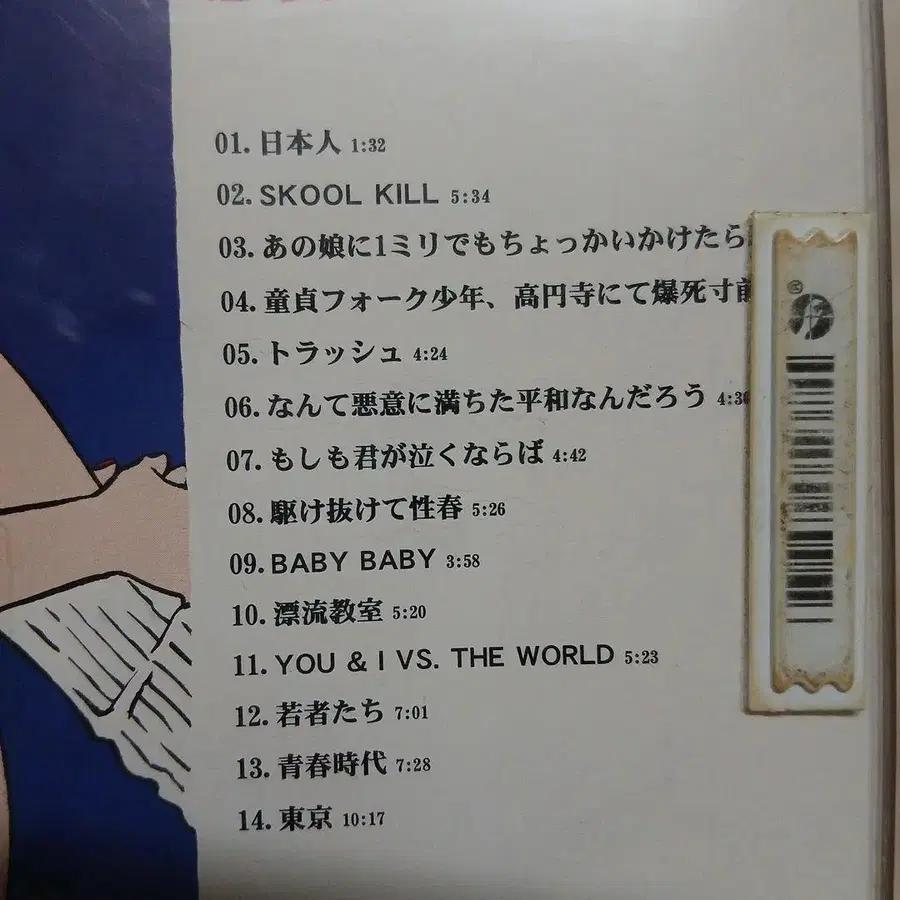 01. 日本人 1:32
02. SKOOL KILL 5:34
03. あの娘に1ミリでもちょっかいかけたら
04. 童貞フォーク少年、高円寺にて爆死寸前
05. トラッシュ 4:24
06. なんて悪意に満ちた平和なんだろう 4:36
07. もしも君が泣くならば 4:42
08. 駆け抜けて性春 5:26
09. BABY BABY 3:58
10. 漂流教室 5:20
11. YOU & I VS. THE WORLD 5:23
12. 若者たち 7:01
13. 青春時代 7:28
14. 東京 10:17